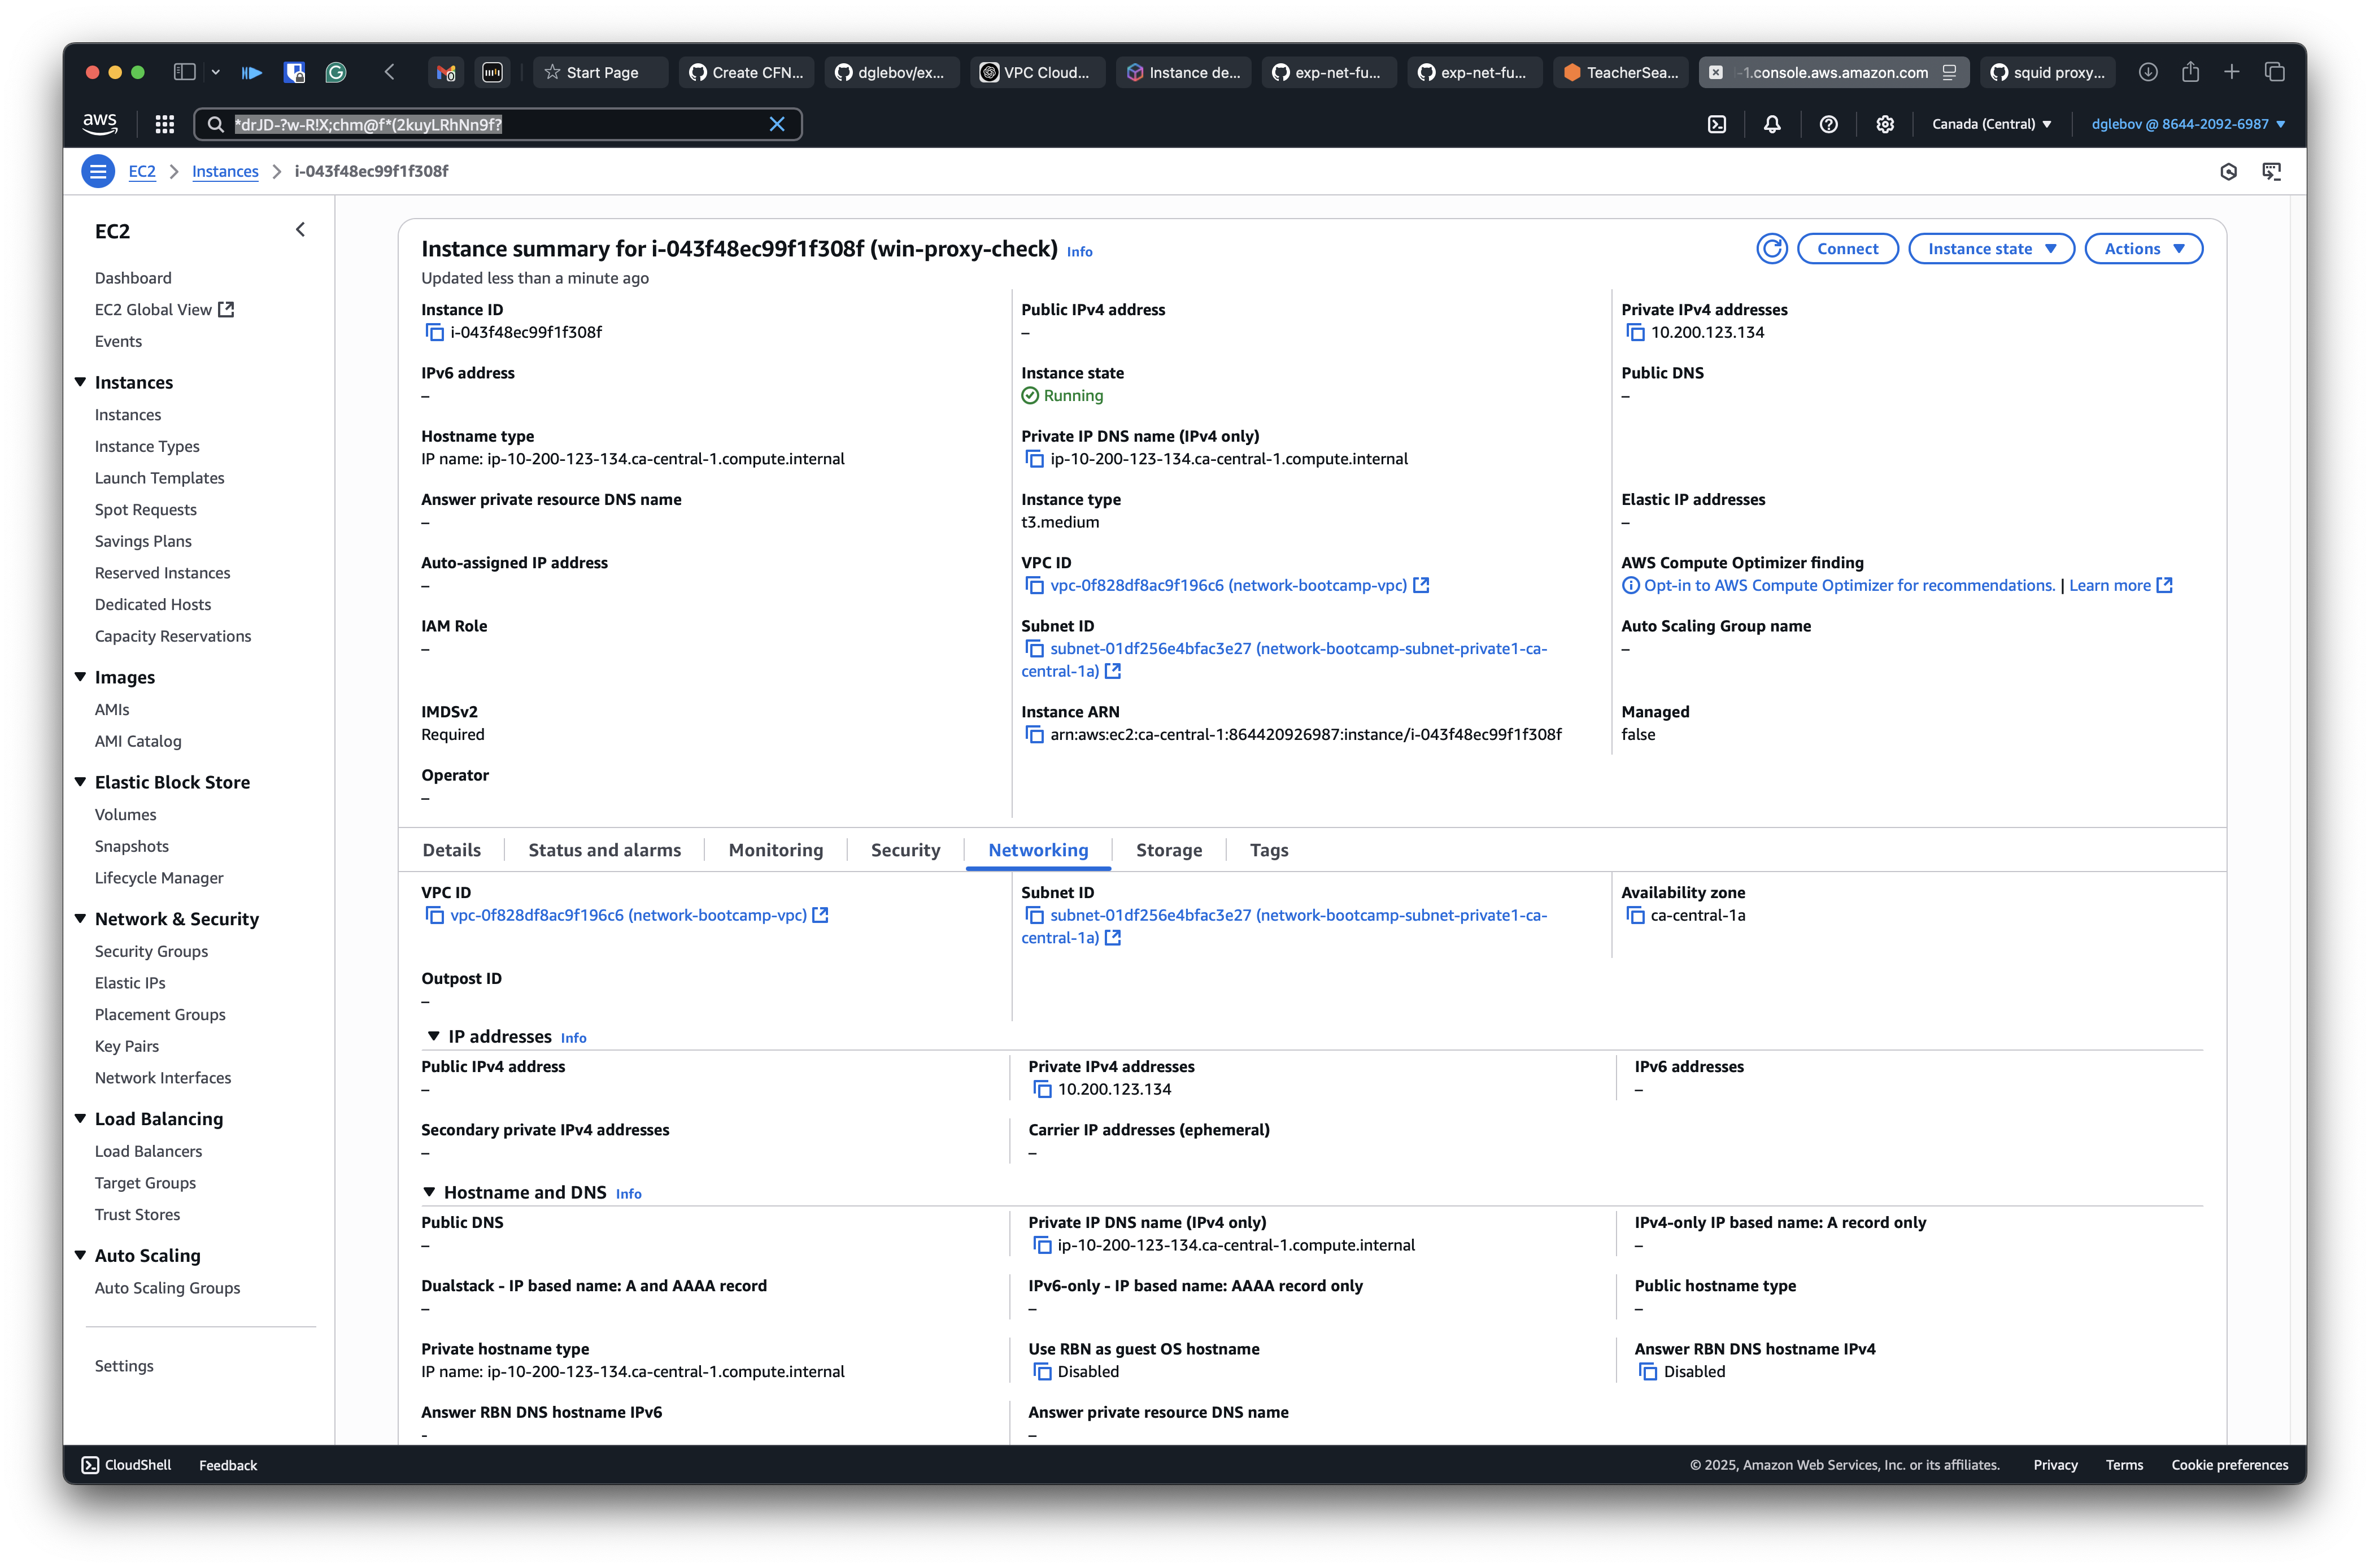 Start Page
Create CFN...
dglebov/ex...
VPC Cloud...
Instance de...
exp-net-fu...
exp-net-fu...
TeacherSea...
-1.console.aws.amazon.com
squid proxy...
aws
*drJD-?w-R!X;chm@f*(2kuyLRhNn9f?
Canada (Central)
dglebov @ 8644-2092-6987
EC2
Instances
i-043f48ec99f1f308f
EC2
Dashboard
EC2 Global View
Events
Instances
Instances
Instance Types
Launch Templates
Spot Requests
Savings Plans
Reserved Instances
Dedicated Hosts
Capacity Reservations
Images
AMIs
AMI Catalog
Elastic Block Store
Volumes
Snapshots
Lifecycle Manager
Network & Security
Security Groups
Elastic IPs
Placement Groups
Key Pairs
Network Interfaces
Load Balancing
Load Balancers
Target Groups
Trust Stores
Auto Scaling
Auto Scaling Groups
Settings
Instance summary for i-043f48ec99f1f308f (win-proxy-check) Info
Updated less than a minute ago
Connect
Instance state
Actions
Instance ID
i-043f48ec99f1f308f
Public IPv4 address
–
Private IPv4 addresses
10.200.123.134
IPv6 address
–
Instance state
Running
Public DNS
–
Hostname type
IP name: ip-10-200-123-134.ca-central-1.compute.internal
Private IP DNS name (IPv4 only)
ip-10-200-123-134.ca-central-1.compute.internal
Answer private resource DNS name
–
Instance type
t3.medium
Elastic IP addresses
–
Auto-assigned IP address
–
VPC ID
vpc-0f828df8ac9f196c6 (network-bootcamp-vpc)
AWS Compute Optimizer finding
Opt-in to AWS Compute Optimizer for recommendations. | Learn more
IAM Role
–
Subnet ID
subnet-01df256e4bfac3e27 (network-bootcamp-subnet-private1-ca-
central-1a)
Auto Scaling Group name
–
IMDSv2
Required
Instance ARN
arn:aws:ec2:ca-central-1:864420926987:instance/i-043f48ec99f1f308f
Managed
false
Operator
–
Details
Status and alarms
Monitoring
Security
Networking
Storage
Tags
VPC ID
vpc-0f828df8ac9f196c6 (network-bootcamp-vpc)
Subnet ID
subnet-01df256e4bfac3e27 (network-bootcamp-subnet-private1-ca-
central-1a)
Availability zone
ca-central-1a
Outpost ID
–
IP addresses Info
Public IPv4 address
–
Private IPv4 addresses
10.200.123.134
IPv6 addresses
–
Secondary private IPv4 addresses
–
Carrier IP addresses (ephemeral)
–
Hostname and DNS Info
Public DNS
–
Private IP DNS name (IPv4 only)
ip-10-200-123-134.ca-central-1.compute.internal
IPv4-only IP based name: A record only
–
Dualstack - IP based name: A and AAAA record
–
IPv6-only - IP based name: AAAA record only
–
Public hostname type
–
Private hostname type
IP name: ip-10-200-123-134.ca-central-1.compute.internal
Use RBN as guest OS hostname
Disabled
Answer RBN DNS hostname IPv4
Disabled
Answer RBN DNS hostname IPv6
-
Answer private resource DNS name
–
CloudShell
Feedback
© 2025, Amazon Web Services, Inc. or its affiliates.
Privacy
Terms
Cookie preferences